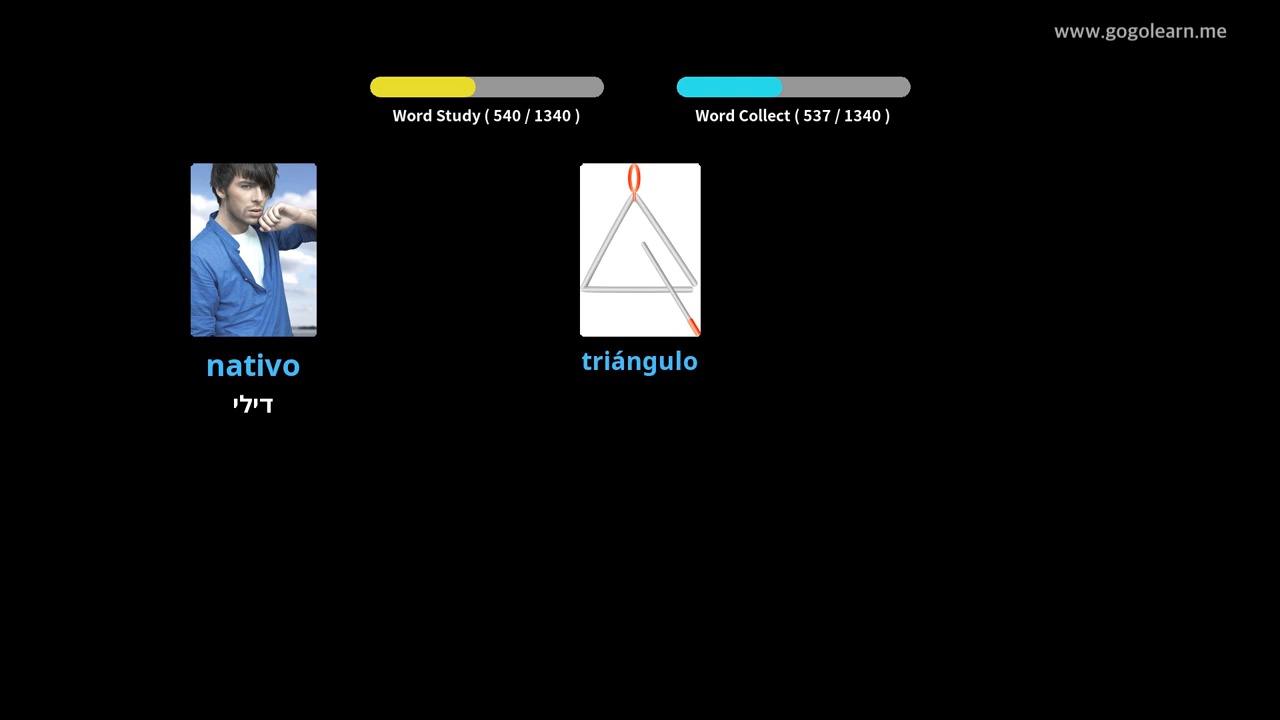 www.gogolearn.me
Word Study ( 540 / 1340 )
Word Collect ( 537 / 1340 )
nativo
דילי
triángulo